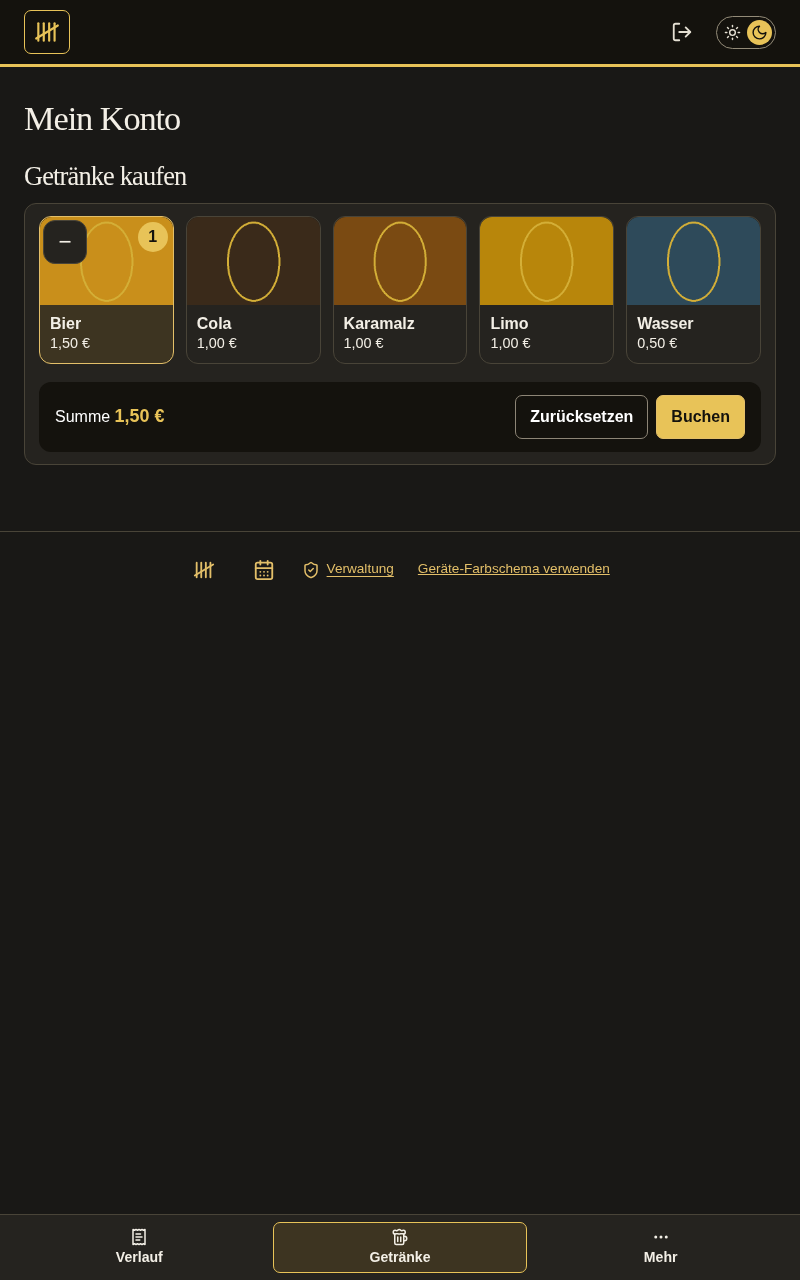 Mein Konto
Getränke kaufen
1
Bier
1,50 €
Cola
1,00 €
Karamalz
1,00 €
Limo
1,00 €
Wasser
0,50 €
Summe 1,50 €
Zurücksetzen
Buchen
Verwaltung
Geräte-Farbschema verwenden
Verlauf
Getränke
Mehr